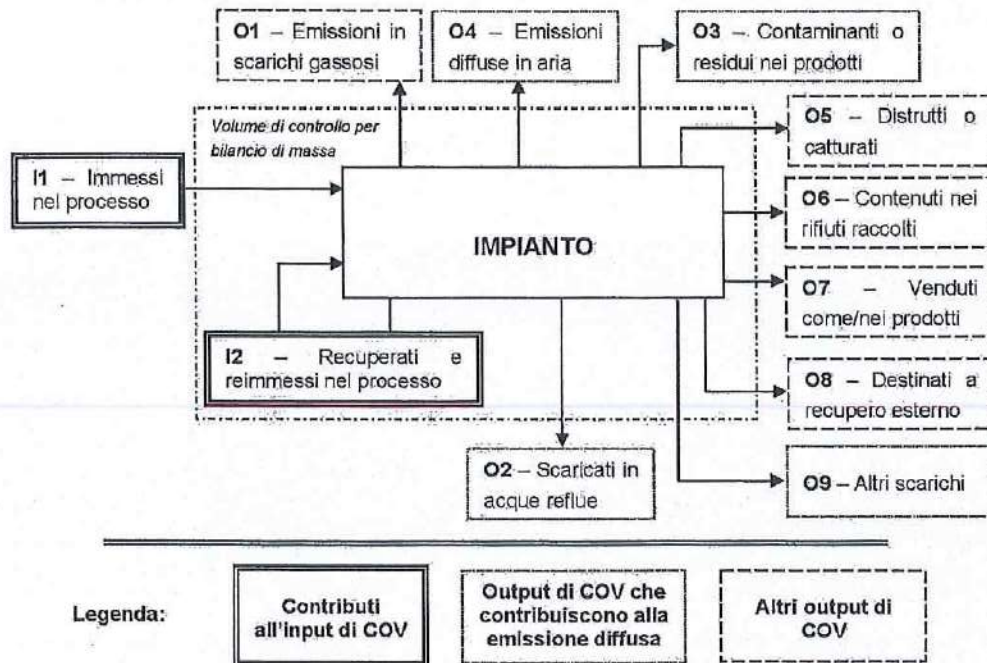 O1 – Emissioni in
scarichi gassosi
O4 – Emissioni
diffuse in aria
O3 – Contaminanti o
residui nei prodotti
Volume di controllo per
bilancio di massa
O5 – Distrutti o
catturati
I1 – Immessi
nel processo
O6 – Contenuti nei
rifiuti raccolti
IMPIANTO
O7 – Venduti
come/nei prodotti
I2 – Recuperati e
reimmessi nel processo
O8 – Destinati a
recupero esterno
O2 – Scaricati in
acque reflue
O9 – Altri scarichi
Legenda:
Contributi
all'input di COV
Output di COV che
contribuiscono alla
emissione diffusa
Altri output di
COV